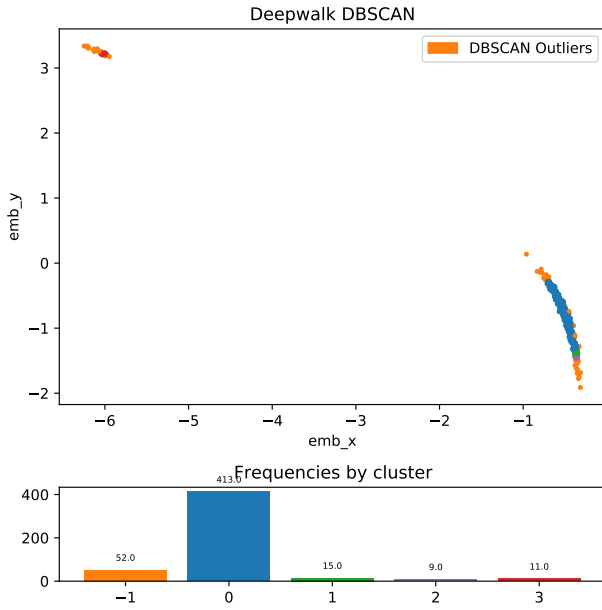 Deepwalk DBSCAN
DBSCAN Outliers
3
2
1
0
−1
−2
emb_y
−6 −5 −4 −3 −2 −1
emb_x
Frequencies by cluster
400
200
0
52.0 413.0 15.0 9.0 11.0
−1 0 1 2 3